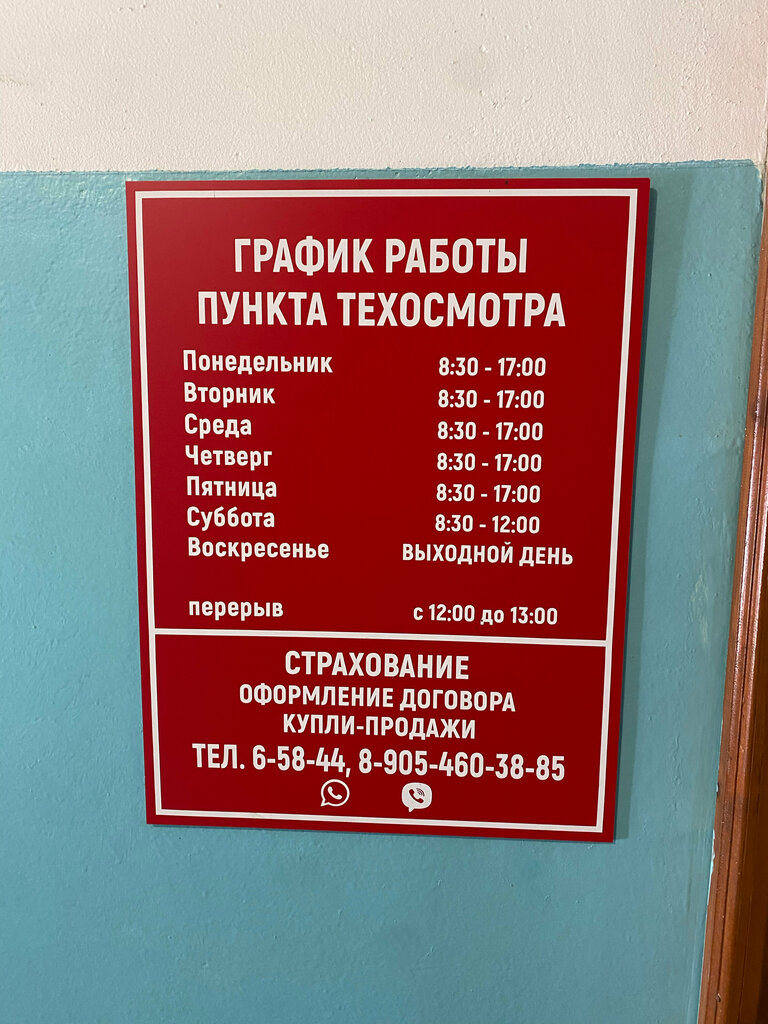 ГРАФИК РАБОТЫ
ПУНКТА ТЕХОСМОТРА
Понедельник 8:30 - 17:00
Вторник 8:30 - 17:00
Среда 8:30 - 17:00
Четверг 8:30 - 17:00
Пятница 8:30 - 17:00
Суббота 8:30 - 12:00
Воскресенье ВЫХОДНОЙ ДЕНЬ
перерыв с 12:00 до 13:00
СТРАХОВАНИЕ
ОФОРМЛЕНИЕ ДОГОВОРА
КУПЛИ-ПРОДАЖИ
ТЕЛ. 6-58-44, 8-905-460-38-85